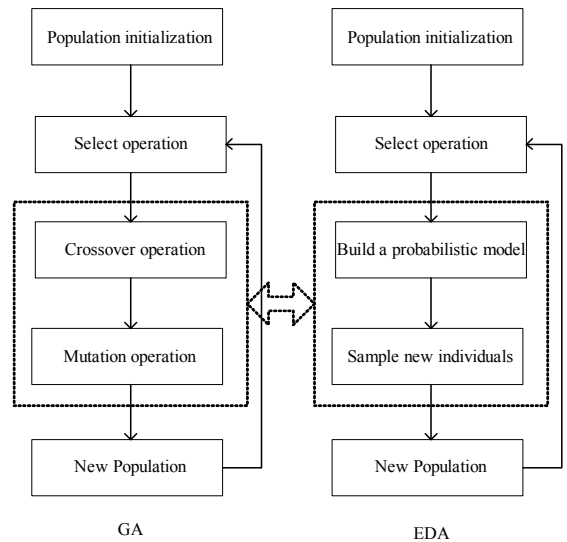 Population initialization
Select operation
Crossover operation
Mutation operation
New Population
GA
Population initialization
Select operation
Build a probabilistic model
Sample new individuals
New Population
EDA